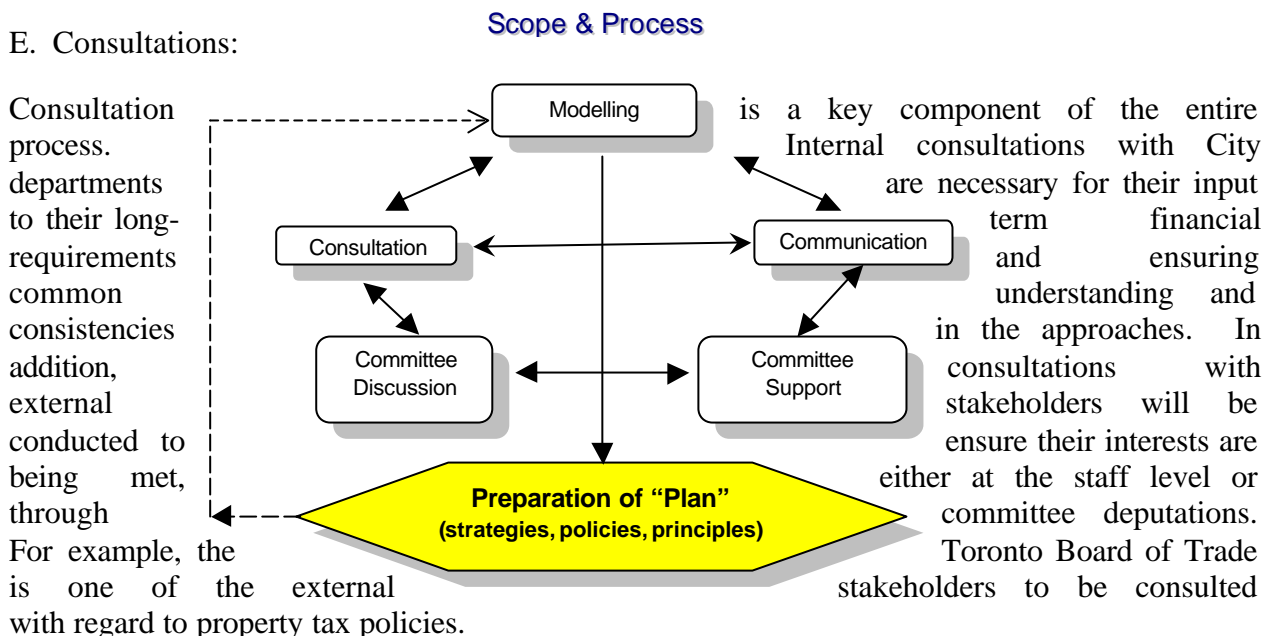 Scope & Process
E. Consultations:
Consultation is a key component of the entire
process. Internal consultations with City
departments are necessary for their input
to their long- term financial
requirements and ensuring
common understanding and
consistencies in the approaches. In
addition, consultations with
external stakeholders will be
conducted to ensure their interests are
being met, either at the staff level or
through committee deputations.
For example, the Toronto Board of Trade
is one of the external stakeholders to be consulted
with regard to property tax policies.
Modelling
Consultation
Communication
Committee
Discussion
Committee
Support
Preparation of “Plan”
(strategies, policies, principles)